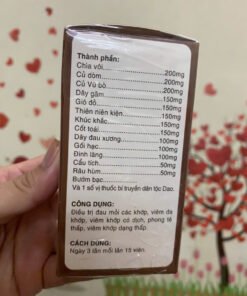 Thành phần:
Chìa vôi 200mg
Củ dòm 200mg
Củ Vú bò 200mg
Dây gắm 150mg
Gió đỏ 150mg
Thiên niên kiện 150mg
Khúc khắc 150mg
Cốt toái 150mg
Dây đau xương 100mg
Gối hạc 100mg
Đinh lăng 100mg
Cẩu tích 50mg
Râu hùm 50mg
Bướm bạc
Và 1 số vị thuốc bí truyền dân tộc Dao.
CÔNG DỤNG:
Điều trị đau mỏi các khớp, viêm đa
khớp, viêm khớp cổ định, phong tê
thấp, viêm khớp dạng thấp
CÁCH DÙNG:
Ngày 3 lần mỗi lần 15 viên